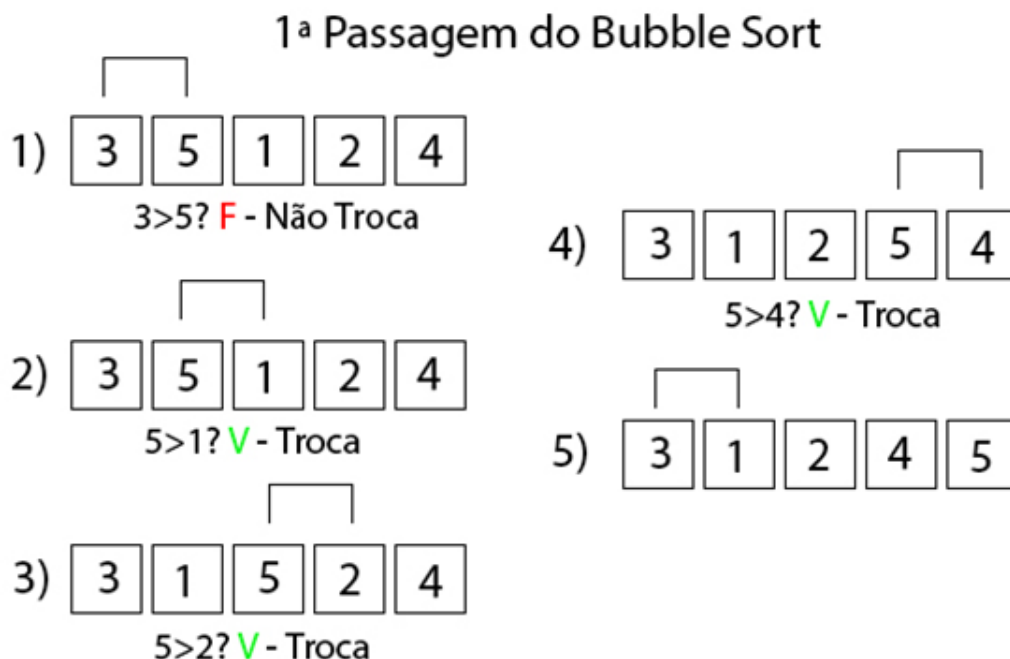 1ª Passagem do Bubble Sort
1) 3 5 1 2 4
3>5? F - Não Troca
2) 3 5 1 2 4
5>1? V - Troca
3) 3 1 5 2 4
5>2? V - Troca
4) 3 1 2 5 4
5>4? V - Troca
5) 3 1 2 4 5